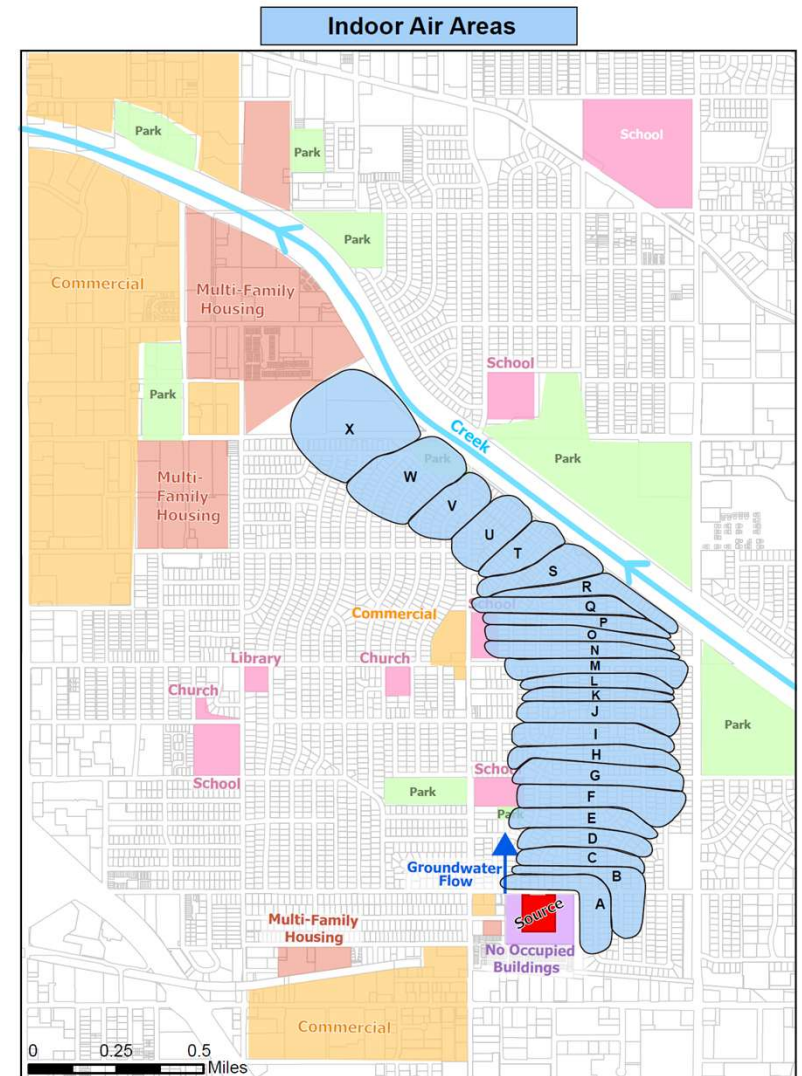 Indoor Air Areas
Park
School
Park
Park
Commercial
Multi-Family
Housing
School
Park
X
Creek
Park
Park
W
Multi-
Family
Housing
V
U
T
S
R
School
Q
Commercial
P
O
N
Library
Church
M
L
Church
K
J
Park
I
H
School
G
School
Park
F
Park
E
D
Groundwater
Flow
C
B
Source
A
Multi-Family
Housing
No Occupied
Buildings
Commercial
0 0.25 0.5
Miles